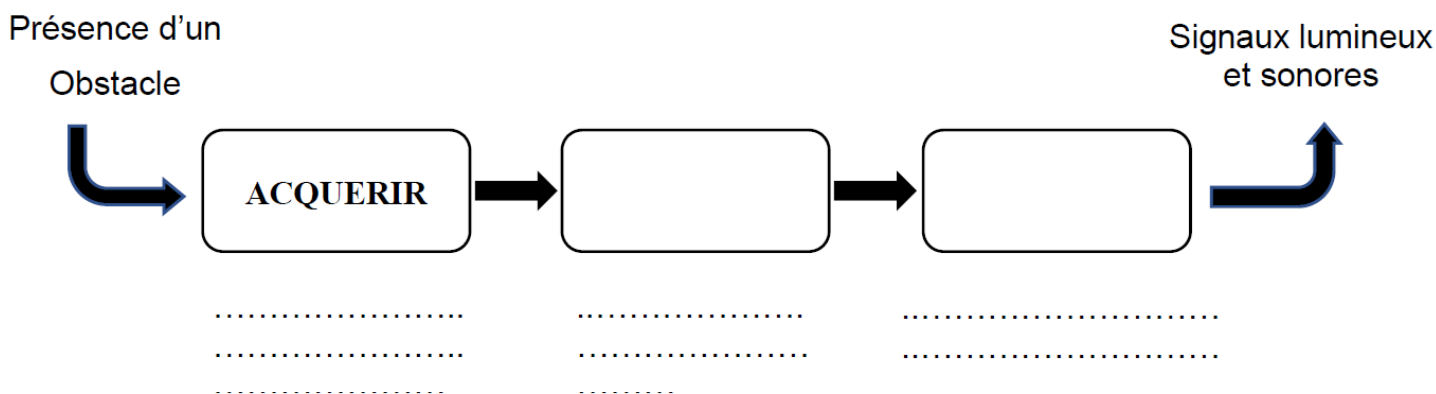 Présence d’un
Obstacle
Signaux lumineux
et sonores
ACQUERIR
……………………..
...…………………
...……………………………
……………………..
……………………
...……………………………
……………………
………..